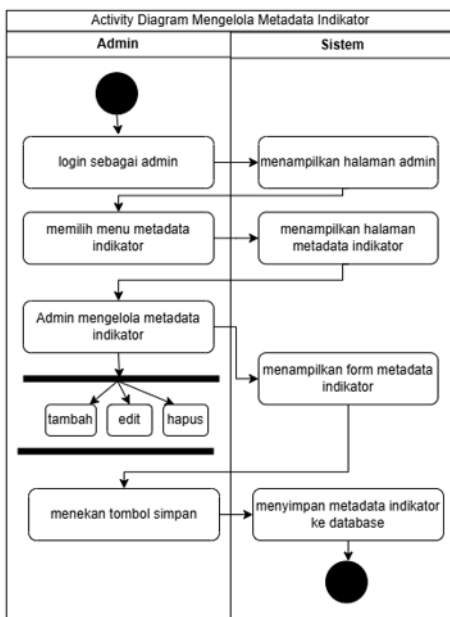 Activity Diagram Mengelola Metadata Indikator
Admin
Sistem
login sebagai admin
menampilkan halaman admin
memilih menu metadata
indikator
menampilkan halaman
metadata indikator
Admin mengelola metadata
indikator
menampilkan form metadata
indikator
tambah
edit
hapus
menekan tombol simpan
menyimpan metadata indikator
ke database